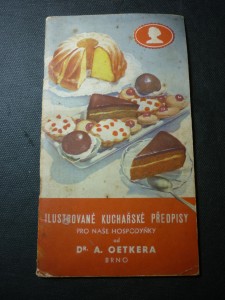 ILUSTROVANÉ KUCHAŘSKÉ PŘEDPISY
PRO NAŠE HOSPODYŇKY
od
DR. A. OETKERA
BRNO